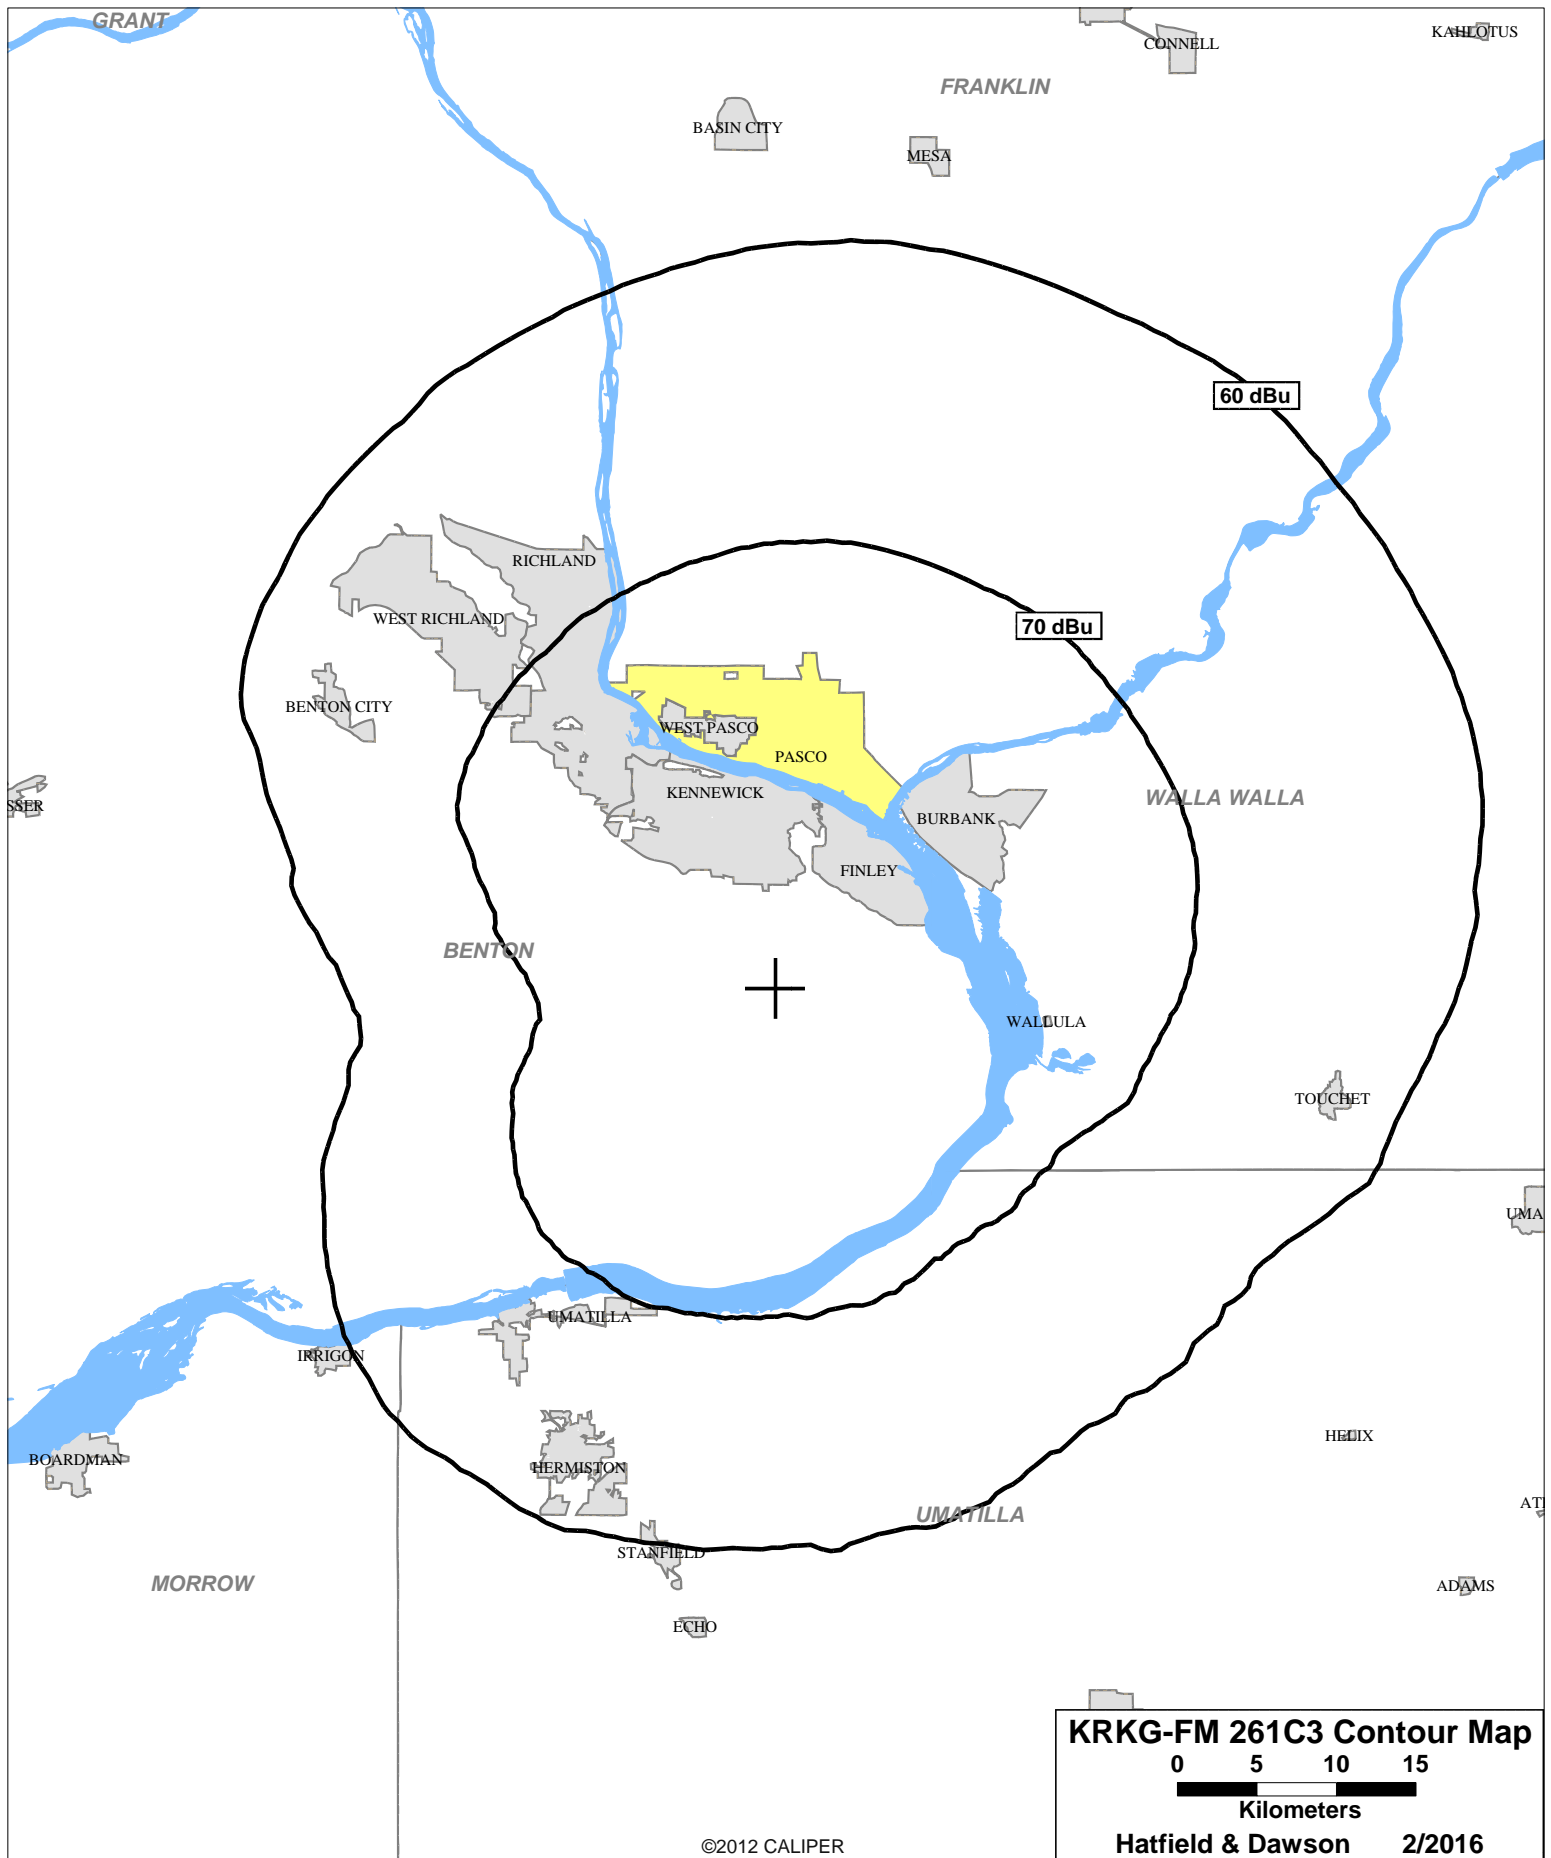 GRANT
CONNELL
KAHLOTUS
FRANKLIN
BASIN CITY
MESA
60 dBu
RICHLAND
WEST RICHLAND
70 dBu
BENTON CITY
WEST PASCO
PASCO
KENNEWICK
SSER
WALLA WALLA
BURBANK
FINLEY
BENTON
WALLULA
TOUCHET
UMA
UMATILLA
IRRIGON
HELIX
BOARDMAN
HERMISTON
ATI
UMATILLA
STANFIELD
MORROW
ADAMS
ECHO
KRKG-FM 261C3 Contour Map
0 5 10 15
Kilometers
Hatfield & Dawson 2/2016
©2012 CALIPER